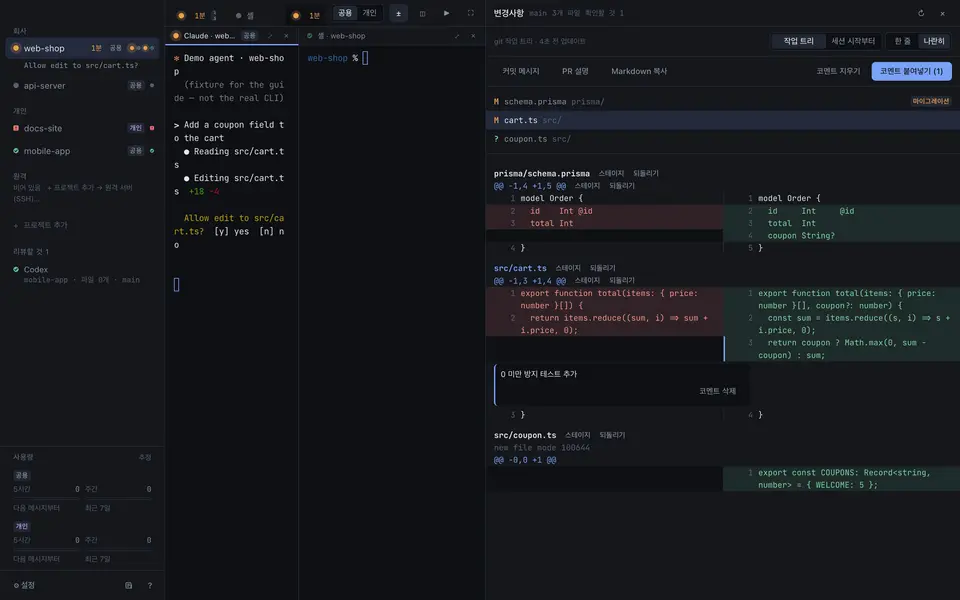 회사
web-shop 1분 공용
Allow edit to src/cart.ts?
api-server 공용
개인
docs-site 개인
mobile-app 공용
원격
비어 있음 · + 프로젝트 추가 → 원격 서버
(SSH)…
+ 프로젝트 추가
리뷰할 것 1
Codex
mobile-app · 파일 0개 · main
사용량 추정
공용
5시간 0 주간 0
다음 메시지부터 최근 7일
개인
5시간 0 주간 0
다음 메시지부터 최근 7일
설정 ?
1분 셸
1분 공용 개인
Claude · web… 공용
✻ Demo agent · web-sho
p
(fixture for the gui
de — not the real CLI)
> Add a coupon field t
o the cart
● Reading src/cart.t
s
● Editing src/cart.t
s +18 -4
Allow edit to src/ca
rt.ts? [y] yes [n] n
o
셸 · web-shop
web-shop %
변경사항 main 3개 파일 확인할 것 1
git 작업 트리 · 4초 전 업데이트
작업 트리 세션 시작부터 한 줄 나란히
커밋 메시지 PR 설명 Markdown 복사 코멘트 지우기 코멘트 붙여넣기 (1)
M schema.prisma prisma/ 마이그레이션
M cart.ts src/
? coupon.ts src/
prisma/schema.prisma 스테이지 되돌리기
@@ -1,4 +1,5 @@ 스테이지 되돌리기
1 model Order { 1 model Order {
2 id Int @id 2 id Int @id
3 total Int 3 total Int
4 coupon String?
4 } 5 }
src/cart.ts 스테이지 되돌리기
@@ -1,3 +1,4 @@ 스테이지 되돌리기
1 export function total(items: { price: 1 export function total(items: { price:
number }[]) { number }[], coupon?: number) {
2 return items.reduce((sum, i) => sum + 2 const sum = items.reduce((s, i) => s +
i.price, 0); i.price, 0);
3 return coupon ? Math.max(0, sum -
coupon) : sum;
0 미만 방지 테스트 추가
코멘트 삭제
3 } 4 }
src/coupon.ts 스테이지 되돌리기
new file mode 100644
@@ -0,0 +1 @@
1 export const COUPONS: Record<string,
number> = { WELCOME: 5 };